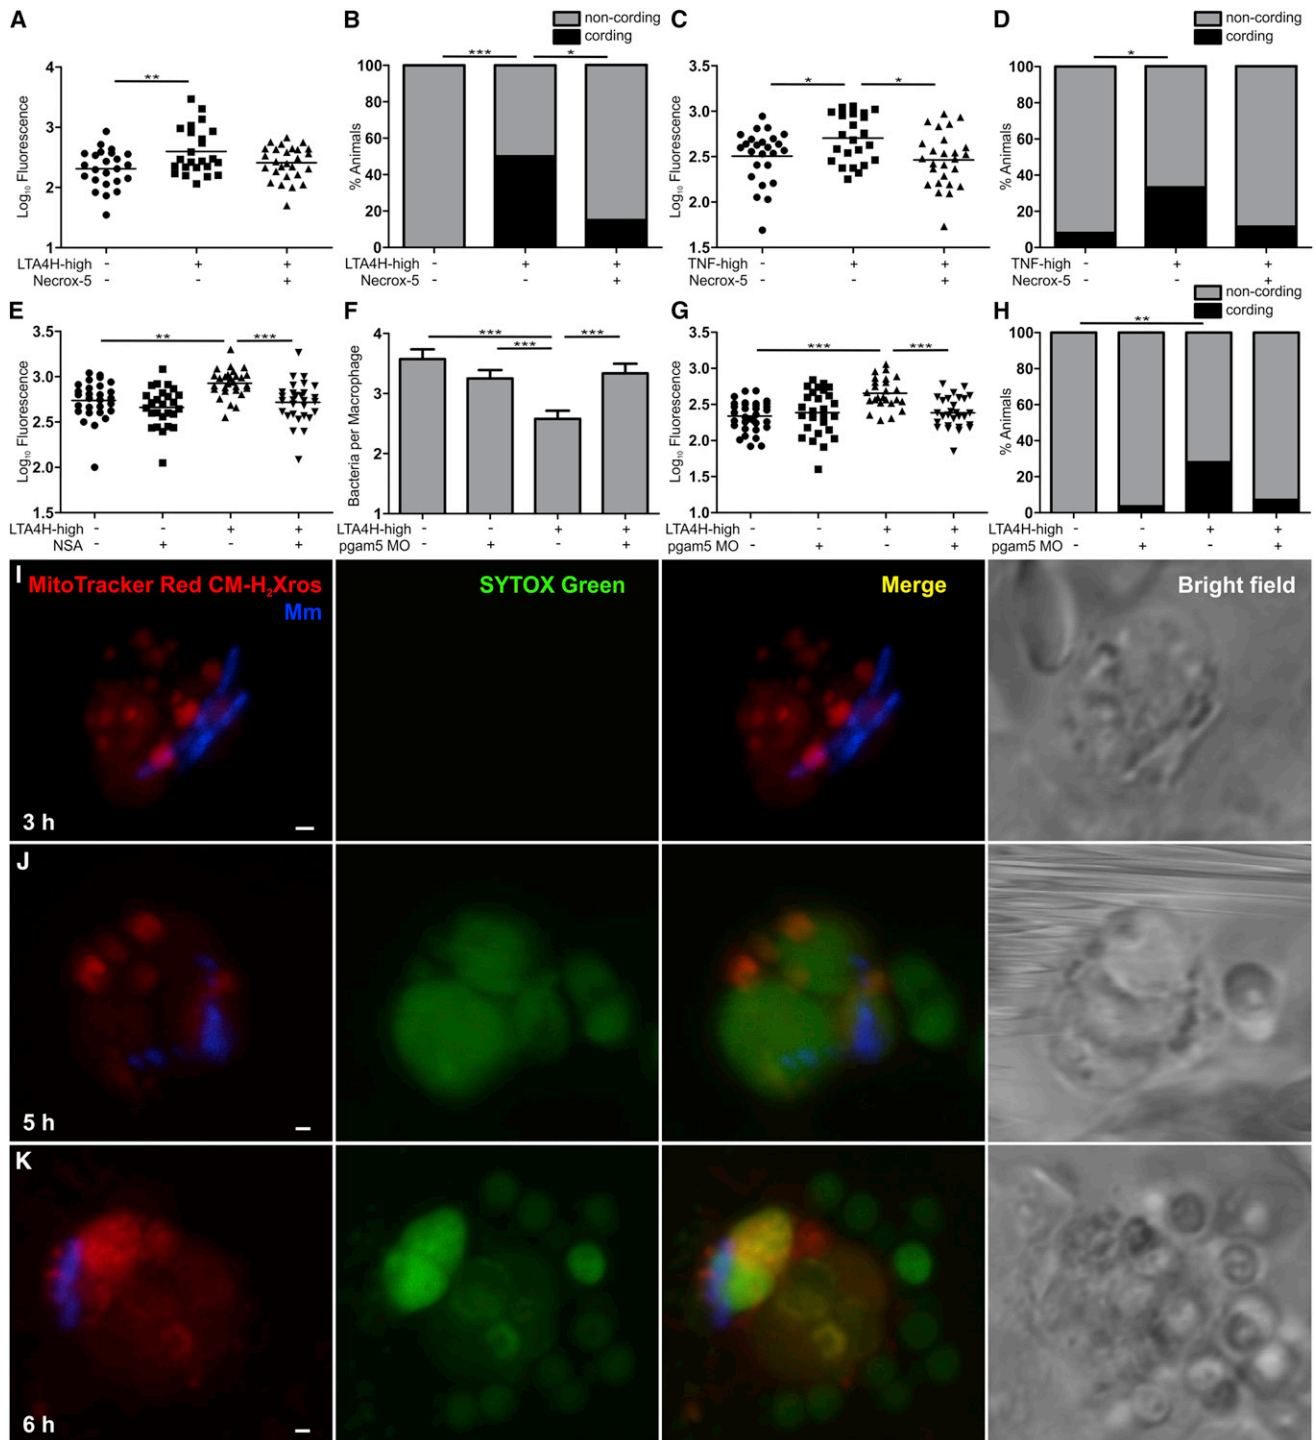 A
Log₁₀ Fluorescence
4
3
2
1
**
LTA4H-high - + +
Necrox-5 - - +
B
non-cording
cording
% Animals
100
80
60
40
20
0
*** *
LTA4H-high - + +
Necrox-5 - - +
C
Log₁₀ Fluorescence
3.5
3.0
2.5
2.0
1.5
* *
TNF-high - + +
Necrox-5 - - +
D
non-cording
cording
% Animals
100
80
60
40
20
0
*
TNF-high - + +
Necrox-5 - - +
E
Log₁₀ Fluorescence
3.5
3.0
2.5
2.0
1.5
** ***
LTA4H-high - - + +
NSA - + - +
F
Bacteria per Macrophage
4
3
2
1
*** ***
***
LTA4H-high - - + +
pgam5 MO - + - +
G
Log₁₀ Fluorescence
3.5
3.0
2.5
2.0
1.5
1.0
*** ***
LTA4H-high - - + +
pgam5 MO - + - +
H
non-cording
cording
% Animals
100
80
60
40
20
0
**
LTA4H-high - - + +
pgam5 MO - + - +
I
MitoTracker Red CM-H₂Xros
Mm
SYTOX Green
Merge
Bright field
3 h
J
5 h
K
6 h